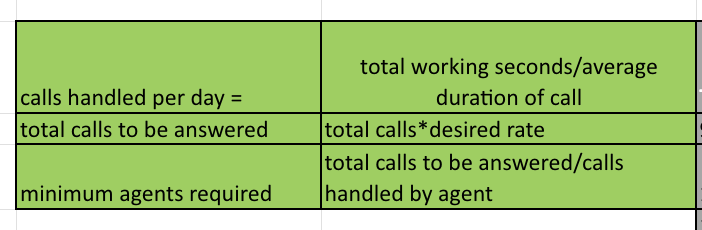 total working seconds/average
calls handled per day = duration of call
total calls to be answered total calls*desired rate
total calls to be answered/calls
minimum agents required handled by agent